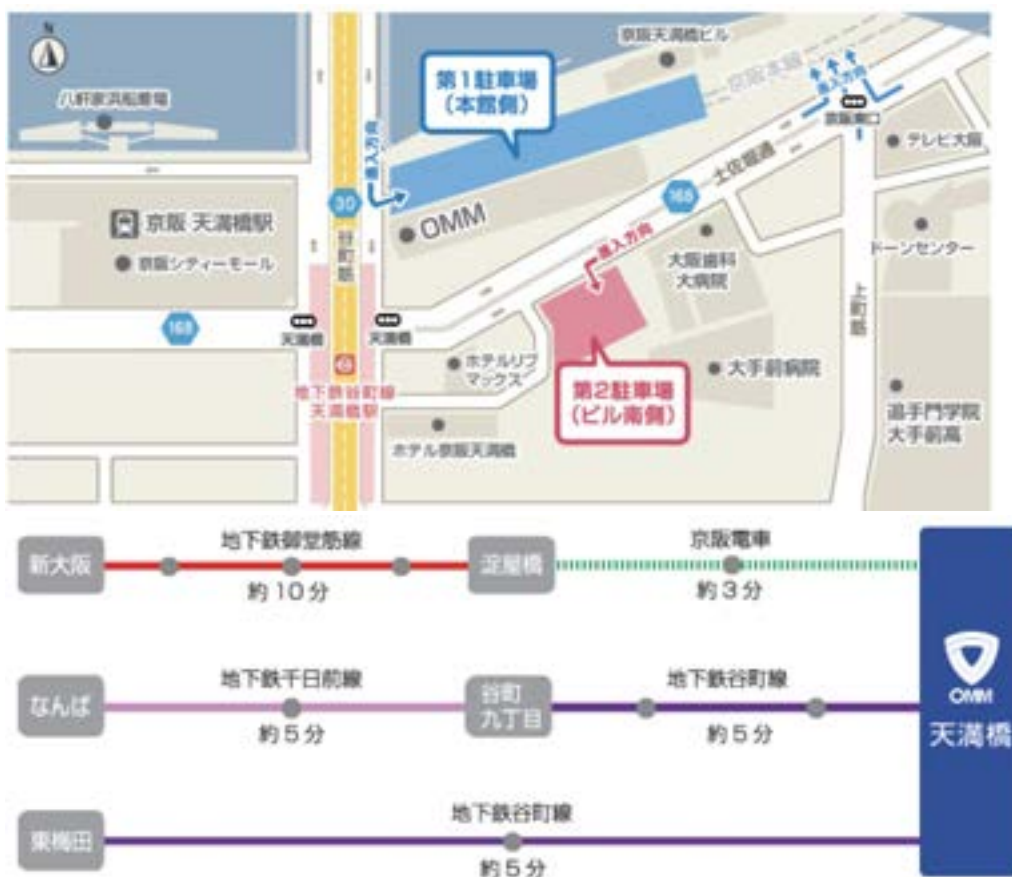 N
京阪天満橋ビル
第1駐車場
(本館側)
京阪本線
進入方向
八軒家浜船着場
京阪東口
テレビ大阪
進入方向
土佐堀通
30
168
京阪 天満橋駅
OMM
谷町筋
進入方向
大阪歯科
大病院
ドーンセンター
京阪シティーモール
上町筋
168
天満橋
天満橋
ホテルリブ
マックス
大手前病院
地下鉄谷町線
天満橋駅
第2駐車場
(ビル南側)
追手門学院
大手前高
ホテル京阪天満橋
新大阪
地下鉄御堂筋線
約10分
淀屋橋
京阪電車
約3分
なんば
地下鉄千日前線
約5分
谷町
九丁目
地下鉄谷町線
約5分
OMM
天満橋
東梅田
地下鉄谷町線
約5分